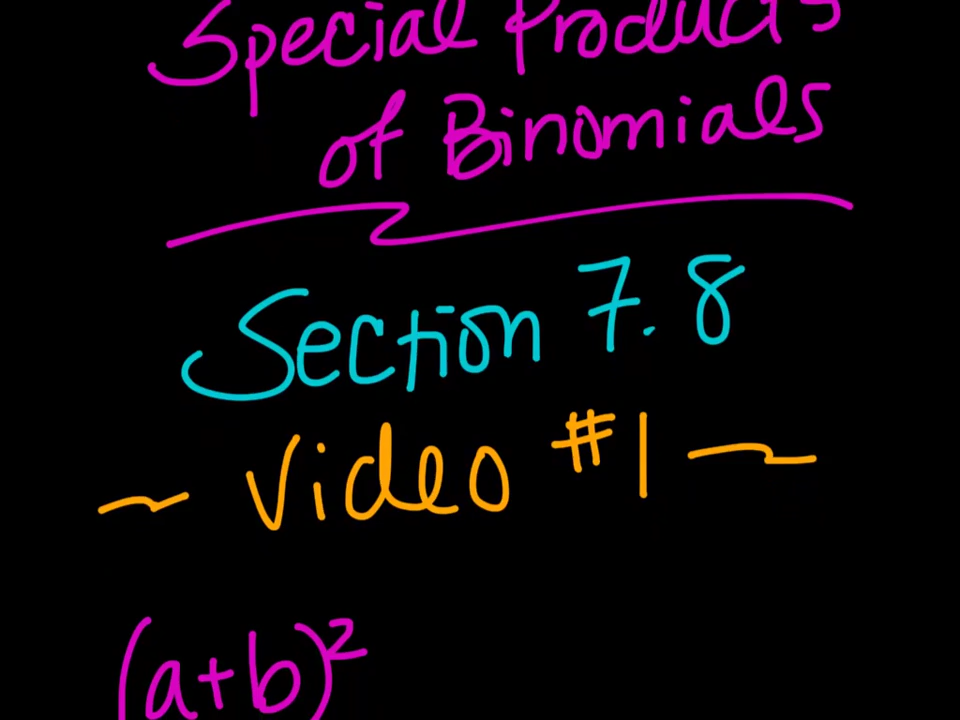 Special Products
of Binomials
Section 7.8
~ Video #1 ~
(a+b)²